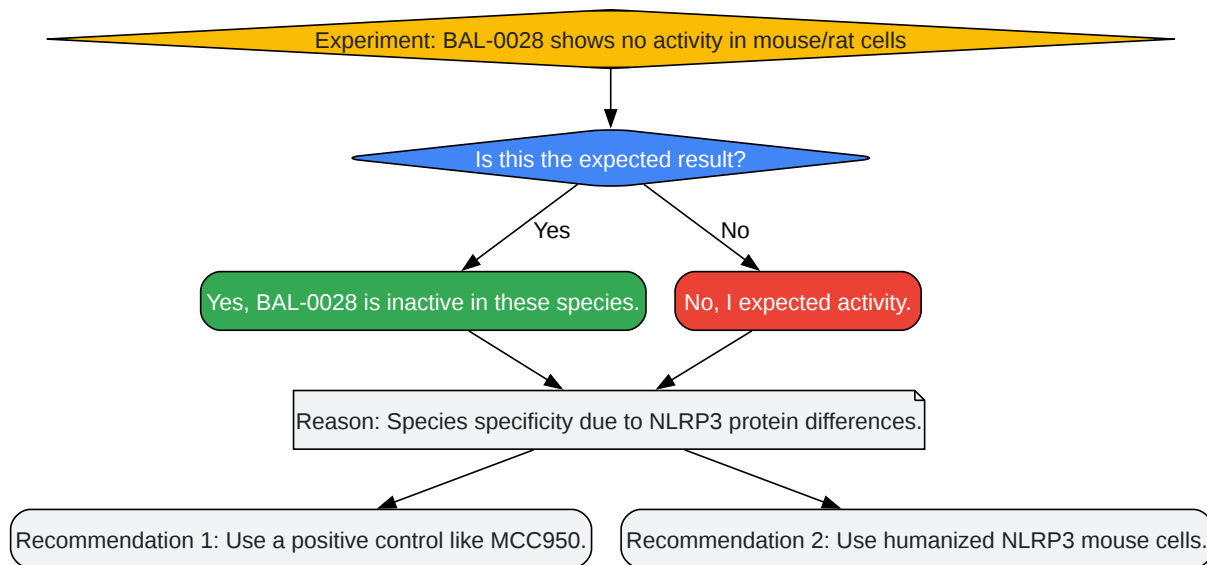 Experiment: BAL-0028 shows no activity in mouse/rat cells
Is this the expected result?
Yes
No
Yes, BAL-0028 is inactive in these species.
No, I expected activity.
Reason: Species specificity due to NLRP3 protein differences.
Recommendation 1: Use a positive control like MCC950.
Recommendation 2: Use humanized NLRP3 mouse cells.